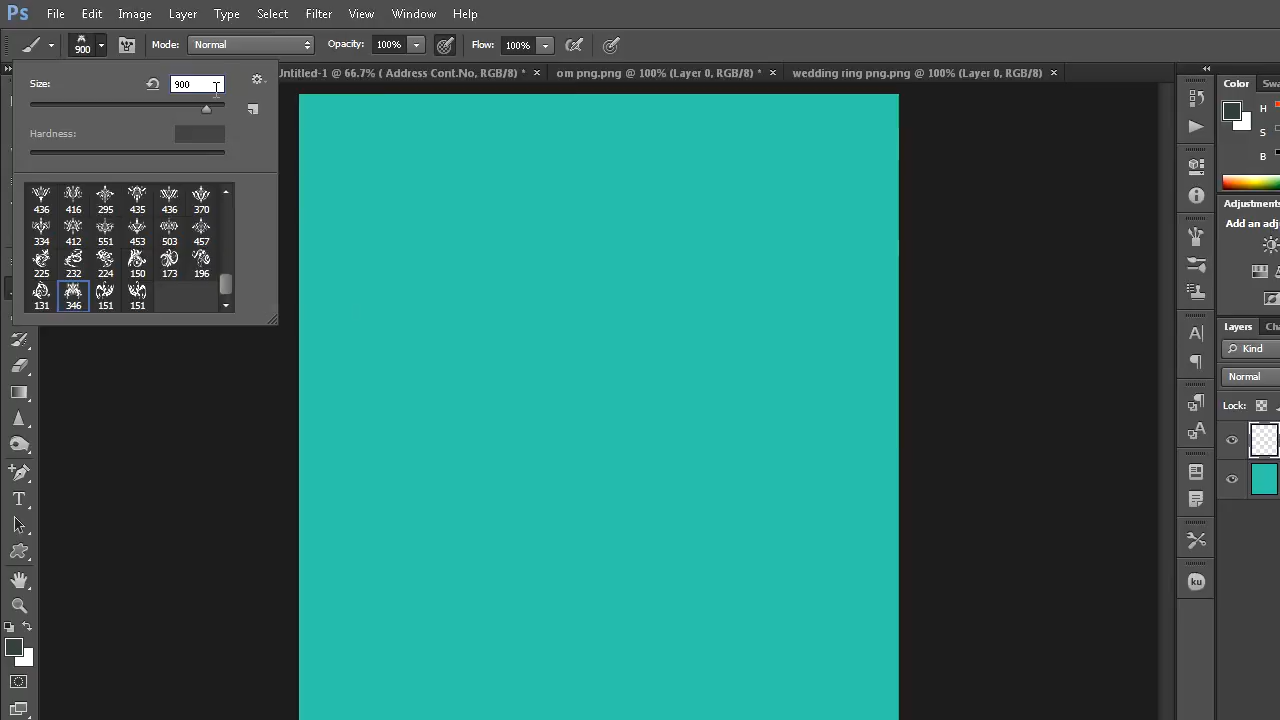 Ps File Edit Image Layer Type Select Filter View Window Help
900 Mode: Normal Opacity: 100% Flow: 100%
Untitled-1 @ 66.7% ( Address Cont.No, RGB/8) * × om png.png @ 100% (Layer 0, RGB/8) * × wedding ring png.png @ 100% (Layer 0, RGB/8) ×
Size: 900
Hardness:
436 416 295 435 436 370
334 412 551 453 503 457
225 232 224 150 173 196
131 346 151 151
T
Color
H
S
B
Adjustments
Add an
A
ku
Layers
Kind
Normal
Lock: